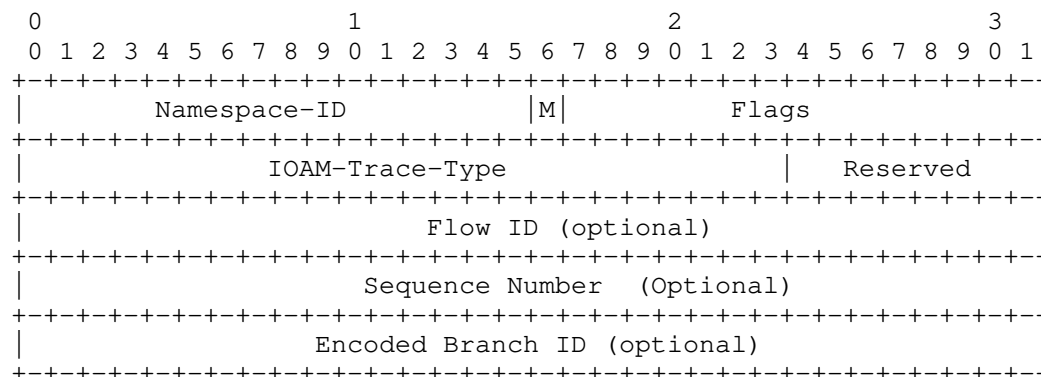 0                   1                   2                   3
 0 1 2 3 4 5 6 7 8 9 0 1 2 3 4 5 6 7 8 9 0 1 2 3 4 5 6 7 8 9 0 1
+-+-+-+-+-+-+-+-+-+-+-+-+-+-+-+-+-+-+-+-+-+-+-+-+-+-+-+-+-+-+-+--
|        Namespace-ID           |M|          Flags
+-+-+-+-+-+-+-+-+-+-+-+-+-+-+-+-+-+-+-+-+-+-+-+-+-+-+-+-+-+-+-+--
|               IOAM-Trace-Type                 |   Reserved
+-+-+-+-+-+-+-+-+-+-+-+-+-+-+-+-+-+-+-+-+-+-+-+-+-+-+-+-+-+-+-+--
|                         Flow ID (optional)
+-+-+-+-+-+-+-+-+-+-+-+-+-+-+-+-+-+-+-+-+-+-+-+-+-+-+-+-+-+-+-+--
|                     Sequence Number  (Optional)
+-+-+-+-+-+-+-+-+-+-+-+-+-+-+-+-+-+-+-+-+-+-+-+-+-+-+-+-+-+-+-+--
|                  Encoded Branch ID (optional)
+-+-+-+-+-+-+-+-+-+-+-+-+-+-+-+-+-+-+-+-+-+-+-+-+-+-+-+-+-+-+-+--